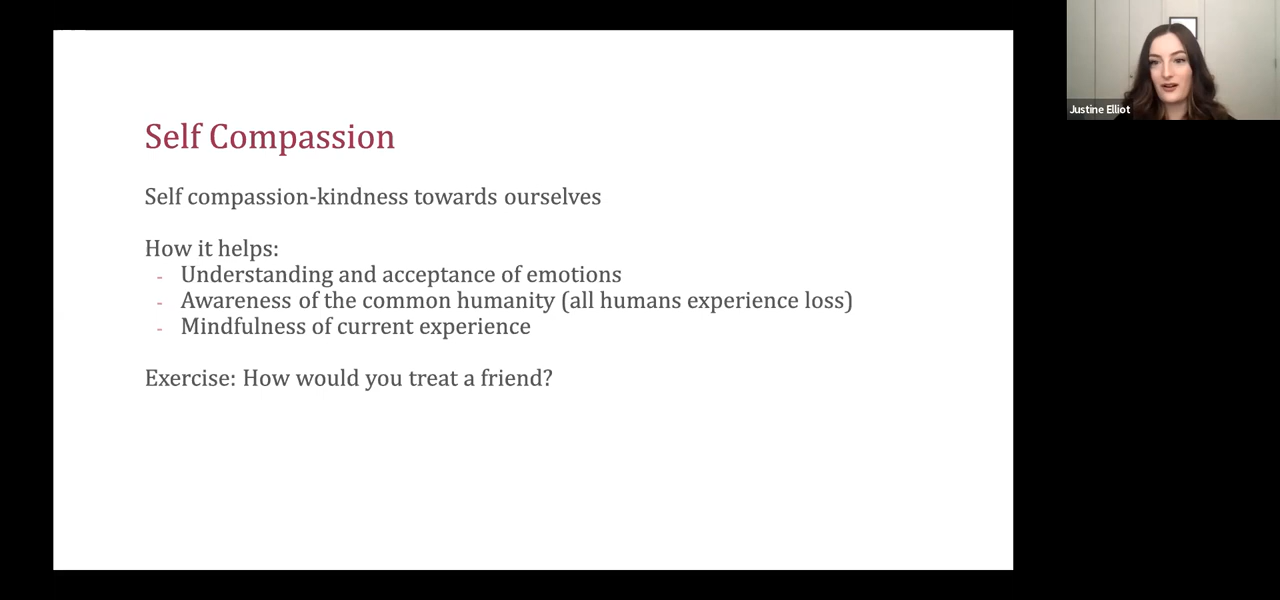 Self Compassion
Self compassion-kindness towards ourselves
How it helps:
- Understanding and acceptance of emotions
- Awareness of the common humanity (all humans experience loss)
- Mindfulness of current experience
Exercise: How would you treat a friend?
Justine Elliot